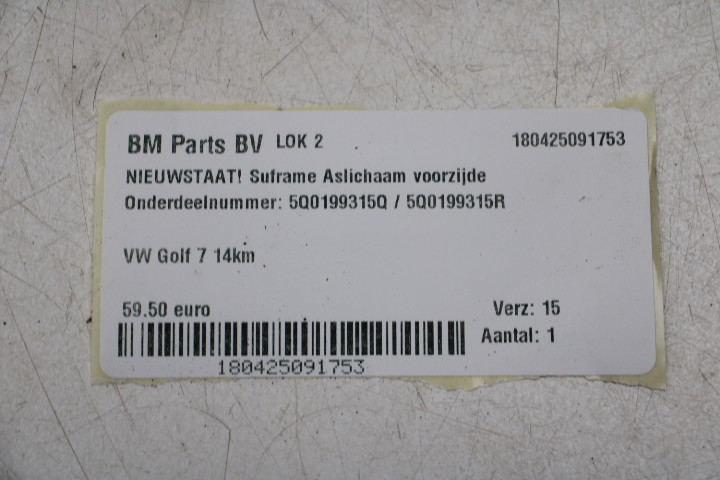 BM Parts BV LOK 2 180425091753
NIEUWSTAAT! Suframe Aslichaam voorzijde
Onderdeelnummer: 5Q0199315Q / 5Q0199315R
VW Golf 7 14km
59.50 euro Verz: 15
Aantal: 1
180425091753